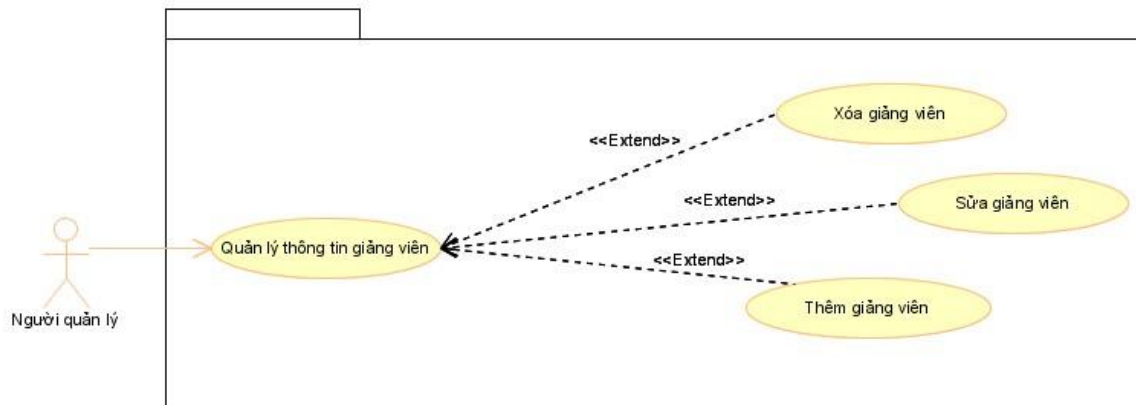 Xóa giảng viên
<<Extend>>
<<Extend>>
Sửa giảng viên
Quản lý thông tin giảng viên
<<Extend>>
Thêm giảng viên
Người quản lý